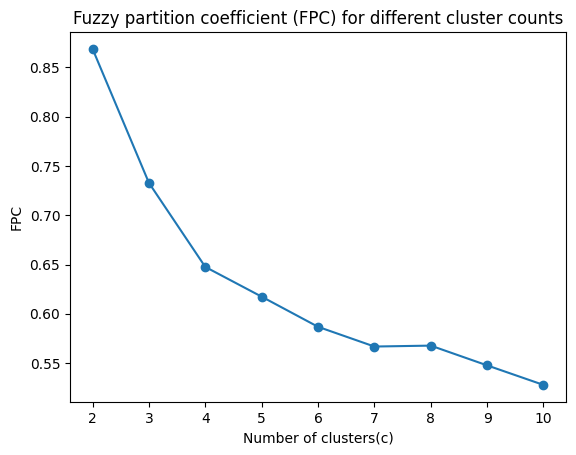 Fuzzy partition coefficient (FPC) for different cluster counts
0.85
0.80
0.75
0.70
0.65
0.60
0.55
FPC
2 3 4 5 6 7 8 9 10
Number of clusters(c)